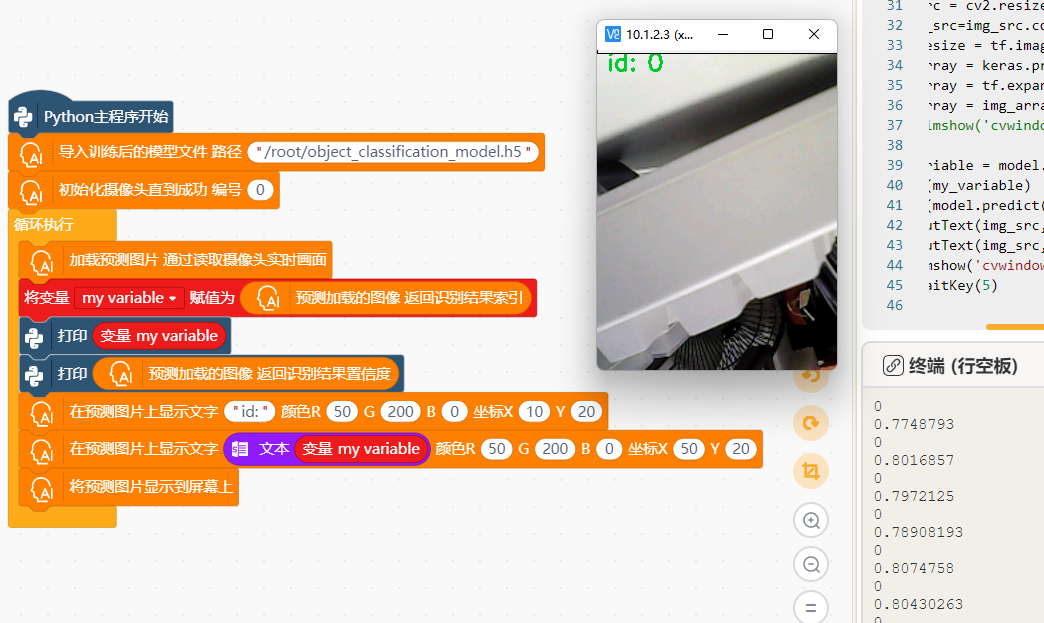 Python主程序开始
导入训练后的模型文件 路径 "/root/object_classification_model.h5"
初始化摄像头直到成功 编号 0
循环执行
加载预测图片 通过读取摄像头实时画面
将变量 my variable 赋值为 预测加载的图像 返回识别结果索引
打印 变量 my variable
打印 预测加载的图像 返回识别结果置信度
在预测图片上显示文字 "id:" 颜色R 50 G 200 B 0 坐标X 10 Y 20
在预测图片上显示文字 文本 变量 my variable 颜色R 50 G 200 B 0 坐标X 50 Y 20
将预测图片显示到屏幕上
10.1.2.3 (x...
id: 0
31 rc = cv2.resize
32 _src=img_src.co
33 esize = tf.imag
34 rray = keras.pr
35 rray = tf.expan
36 rray = img_arra
37 imshow('cvwindo
38
39 riable = model.
40 (my_variable)
41 (model.predict(
42 utText(img_src,
43 utText(img_src,
44 mshow('cvwindow
45 aitKey(5)
46
终端 (行空板)
0
0.7748793
0
0.8016857
0
0.7972125
0
0.78908193
0
0.8074758
0
0.80430263
0